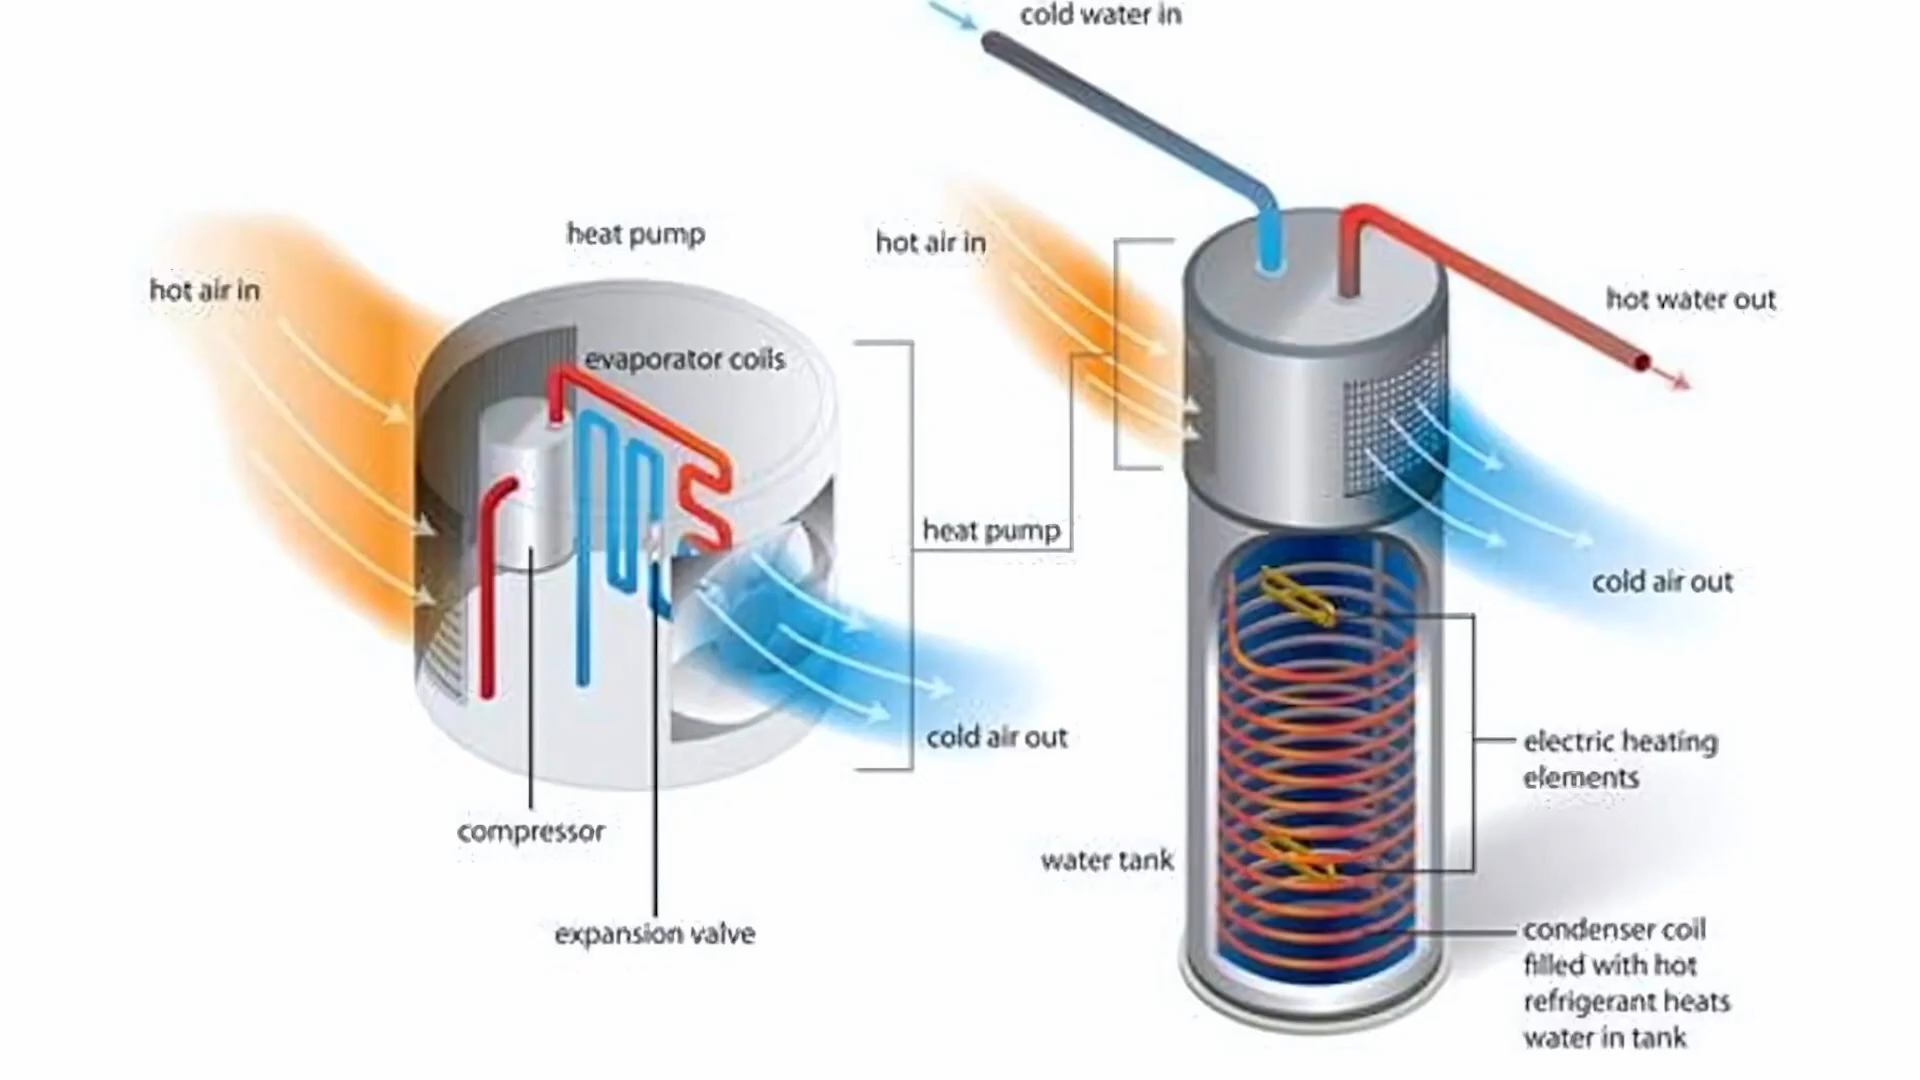 cold water in
heat pump
hot air in
hot air in
hot water out
evaporator coils
heat pump
cold air out
cold air out
electric heating
elements
compressor
water tank
expansion valve
condenser coil
filled with hot
refrigerant heats
water in tank